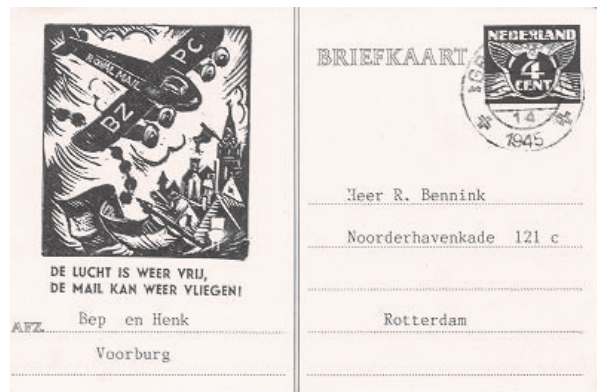 ROYAL MAIL
BZ PC
DE LUCHT IS WEER VRIJ,
DE MAIL KAN WEER VLIEGEN!
AFZ.
Bep en Henk
Voorburg
BRIEFKAART
NEDERLAND
4
CENT
14
1945
Heer R. Bennink
Noorderhavenkade 121 c
Rotterdam